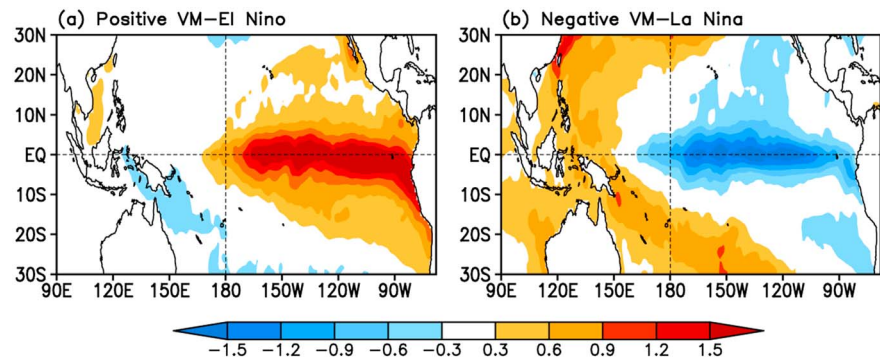 (a) Positive VM-El Nino
(b) Negative VM-La Nina
30N
20N
10N
EQ
10S
20S
30S
90E 120E 150E 180 150W 120W 90W
30N
20N
10N
EQ
10S
20S
30S
90E 120E 150E 180 150W 120W 90W
-1.5 -1.2 -0.9 -0.6 -0.3 0.3 0.6 0.9 1.2 1.5